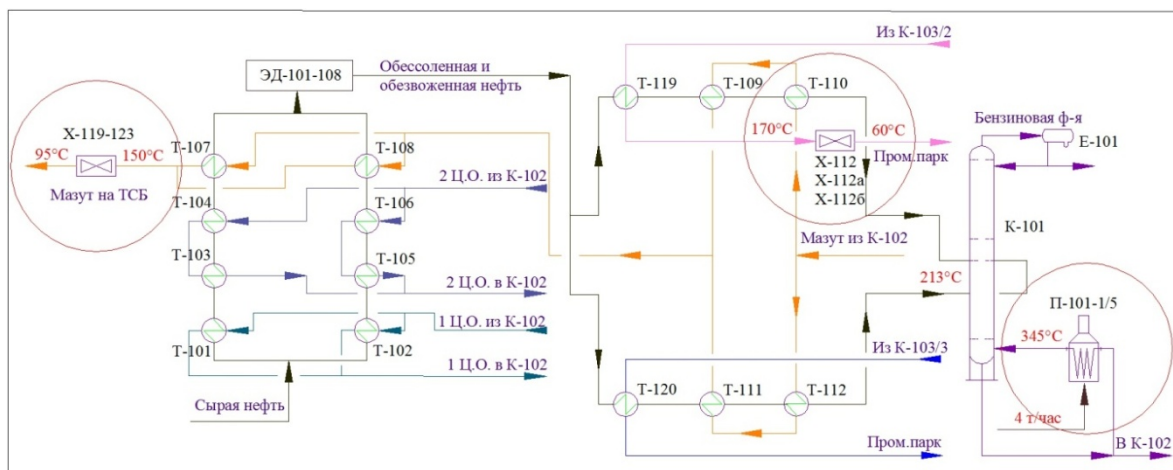 Из К-103/2
ЭД-101-108
Обессоленная и
обезвоженная нефть
Т-119
Т-109
Т-110
Х-119-123
95°С
150°С
Мазут на ТСБ
Т-107
Т-108
170°С
60°С
Пром.парк
Х-112
Х-112а
Х-112б
Бензиновая ф-я
Е-101
2 Ц.О. из К-102
Т-104
Т-106
Мазут из К-102
К-101
Т-103
Т-105
2 Ц.О. в К-102
213°С
П-101-1/5
345°С
1 Ц.О. из К-102
Т-101
Т-102
1 Ц.О. в К-102
Из К-103/3
Т-120
Т-111
Т-112
Сырая нефть
4 т/час
Пром.парк
В К-102